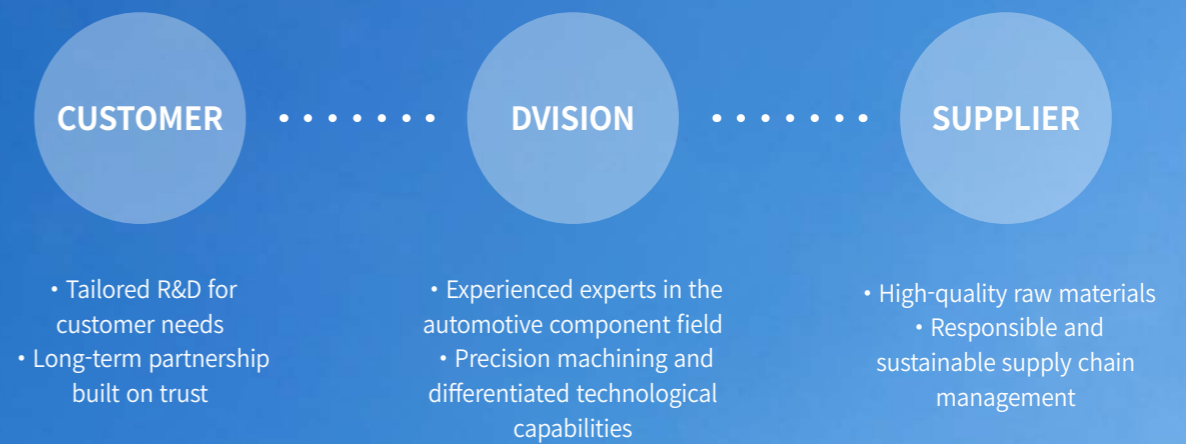 CUSTOMER
DVISION
SUPPLIER
• Tailored R&D for
customer needs
• Long-term partnership
built on trust
• Experienced experts in the
automotive component field
• Precision machining and
differentiated technological
capabilities
• High-quality raw materials
• Responsible and
sustainable supply chain
management